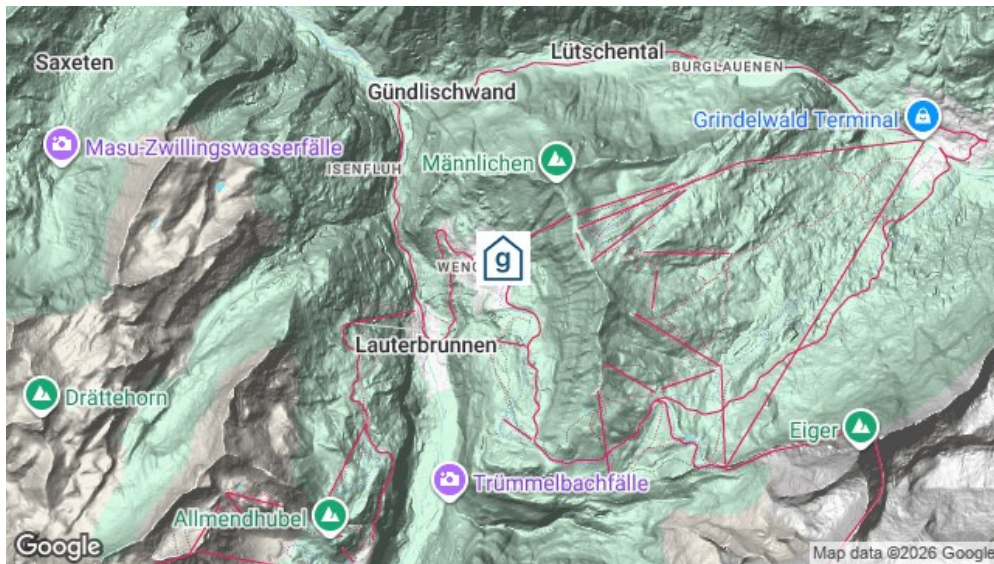 Saxeten
Lütschental
BURGLAUENEN
Gündlischwand
Grindelwald Terminal
Masu-Zwillingswasserfälle
ISENFLUH
Männlichen
g
WENG
Lauterbrunnen
Drättehorn
Eiger
Trümmelbachfälle
Allmendhubel
Google
Map data ©2026 Google